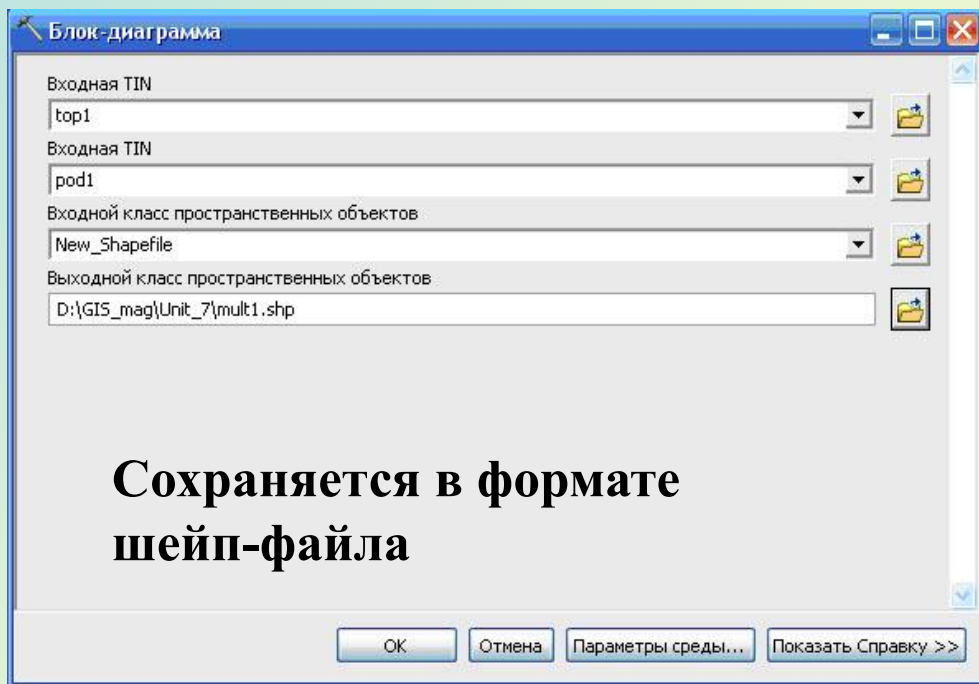 Блок-диаграмма
Входная TIN
top1
Входная TIN
pod1
Входной класс пространственных объектов
New_Shapefile
Выходной класс пространственных объектов
D:\GIS_mag\Unit_7\mult1.shp
Сохраняется в формате
шейп-файла
OK Отмена Параметры среды... Показать Справку >>